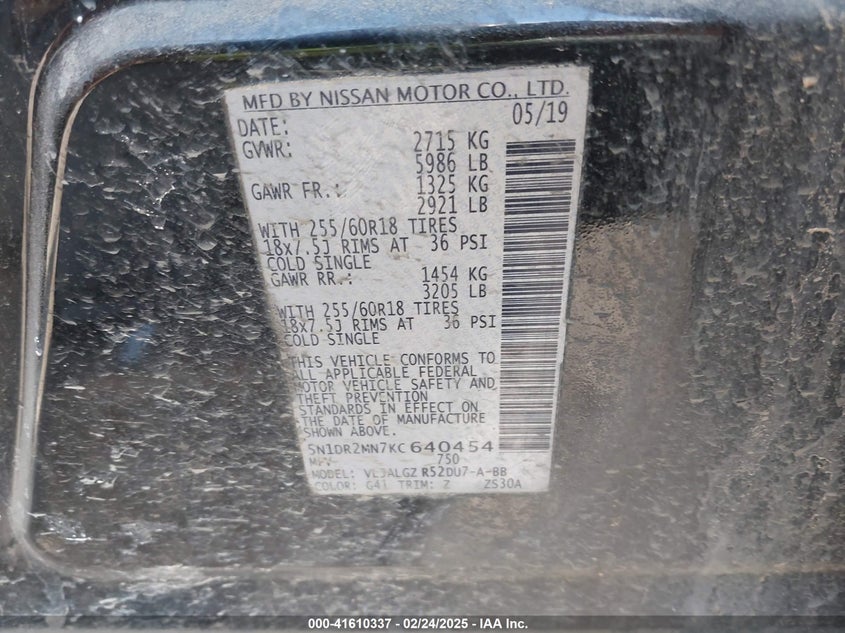 MFD BY NISSAN MOTOR CO., LTD.
DATE: 05/19
GVWR: 2715 KG
5986 LB
GAWR FR.: 1325 KG
2921 LB
WITH 255/60R18 TIRES
18x7.5J RIMS AT 36 PSI
COLD SINGLE
GAWR RR.: 1454 KG
3205 LB
WITH 255/60R18 TIRES
18x7.5J RIMS AT 36 PSI
COLD SINGLE
THIS VEHICLE CONFORMS TO
ALL APPLICABLE FEDERAL
MOTOR VEHICLE SAFETY AND
THEFT PREVENTION
STANDARDS IN EFFECT ON
THE DATE OF MANUFACTURE
SHOWN ABOVE.
5N1DR2MN7KC640454
MPV 750
MODEL: VLJALGZ R52DU7-A-BB
COLOR: G41 TRIM: Z ZS30A
000-41610337 - 02/24/2025 - IAA Inc.